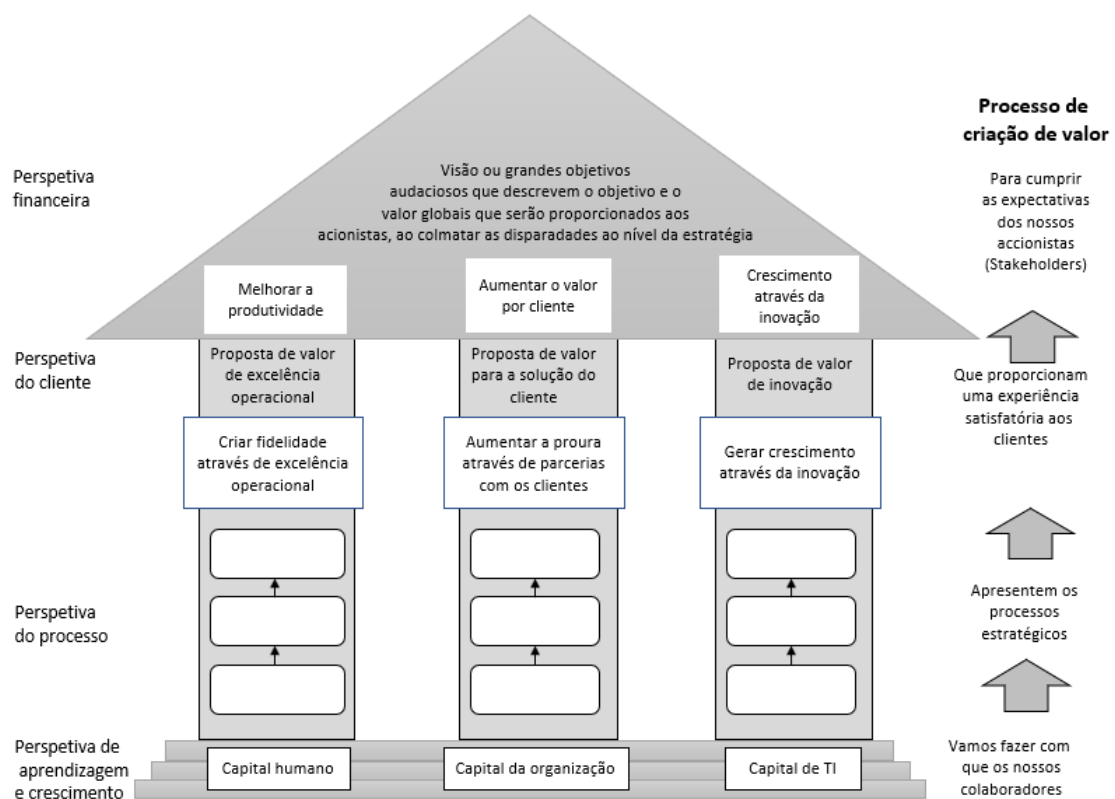 Processo de
criação de valor
Perspetiva
financeira
Visão ou grandes objetivos
audaciosos que descrevem o objetivo e o
valor globais que serão proporcionados aos
acionistas, ao colmatar as disparadades ao nível da estratégia
Para cumprir
as expectativas
dos nossos
accionistas
(Stakeholders)
Melhorar a
produtividade
Aumentar o valor
por cliente
Crescimento
através da
inovação
Perspetiva
do cliente
Proposta de valor
de excelência
operacional
Proposta de valor
para a solução do
cliente
Proposta de valor
de inovação
Que proporcionam
uma experiência
satisfatória aos
clientes
Criar fidelidade
através de excelência
operacional
Aumentar a proura
através de parcerias
com os clientes
Gerar crescimento
através da inovação
Perspetiva
do processo
Apresentem os
processos
estratégicos
Perspetiva de
aprendizagem
e crescimento
Capital humano
Capital da organização
Capital de TI
Vamos fazer com
que os nossos
colaboradores